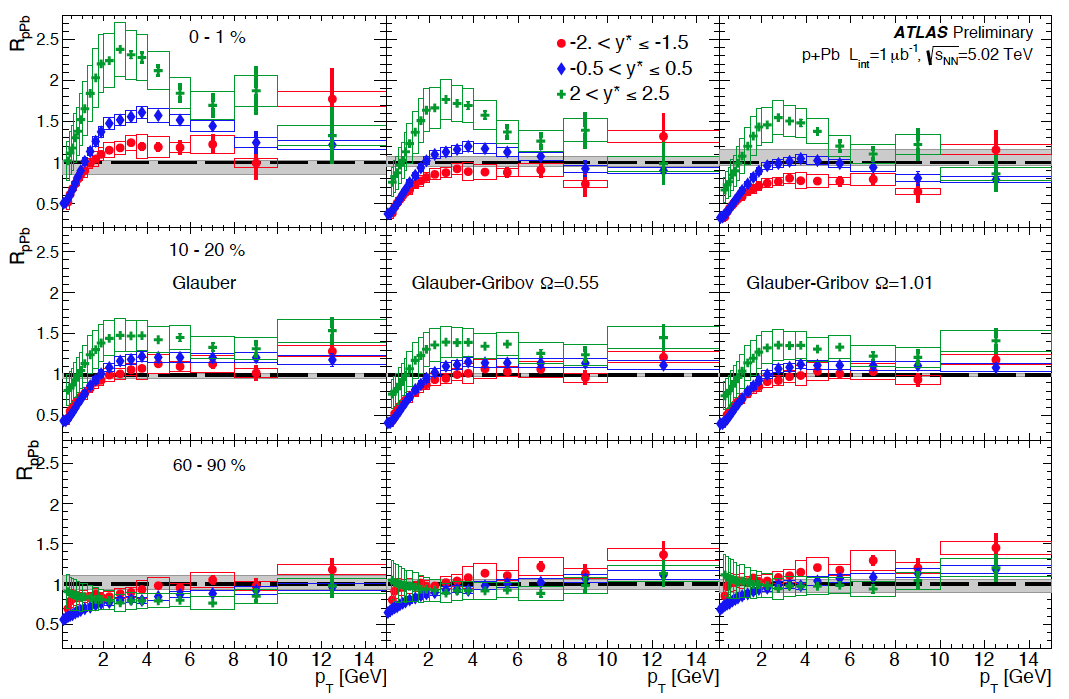 R_pPb
2.5
2
1.5
1
0.5
0 - 1 %
-2. < y* ≤ -1.5
-0.5 < y* ≤ 0.5
2 < y* ≤ 2.5
ATLAS Preliminary
p+Pb L_int=1 μb⁻¹, √s_NN=5.02 TeV
R_pPb
2.5
2
1.5
1
0.5
10 - 20 %
Glauber
Glauber-Gribov Ω=0.55
Glauber-Gribov Ω=1.01
R_pPb
2.5
2
1.5
1
0.5
60 - 90 %
2 4 6 8 10 12 14
2 4 6 8 10 12 14
2 4 6 8 10 12 14
p_T [GeV]
p_T [GeV]
p_T [GeV]